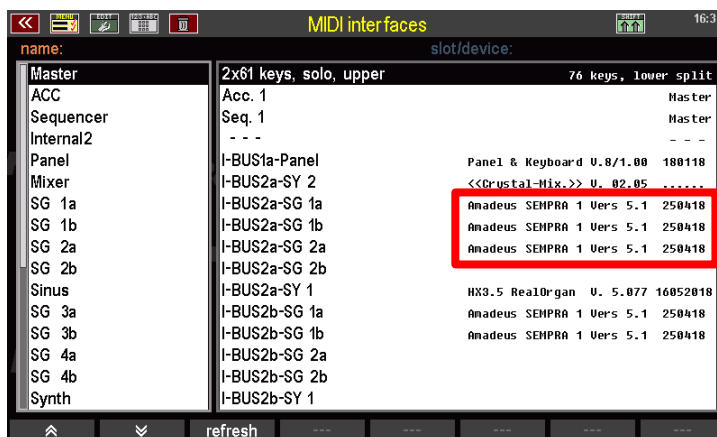 MENU EDIT 123+ABC MIDI interfaces SHIFT 16:3
name: slot/device:
Master 2x61 keys, solo, upper 76 keys, lower split
ACC Acc. 1 Master
Sequencer Seq. 1 Master
Internal2 - - - - - -
Panel I-BUS1a-Panel Panel & Keyboard V.8/1.00 180118
Mixer I-BUS2a-SY 2 <<Crystal-Mix.>> V. 02.05 ......
SG 1a I-BUS2a-SG 1a Amadeus SEMPRA 1 Vers 5.1 250418
SG 1b I-BUS2a-SG 1b Amadeus SEMPRA 1 Vers 5.1 250418
SG 2a I-BUS2a-SG 2a Amadeus SEMPRA 1 Vers 5.1 250418
SG 2b I-BUS2a-SG 2b
Sinus I-BUS2a-SY 1 HX3.5 RealOrgan V. 5.077 16052018
SG 3a I-BUS2b-SG 1a Amadeus SEMPRA 1 Vers 5.1 250418
SG 3b I-BUS2b-SG 1b Amadeus SEMPRA 1 Vers 5.1 250418
SG 4a I-BUS2b-SG 2a
SG 4b I-BUS2b-SG 2b
Synth I-BUS2b-SY 1
refresh --- --- --- --- ---